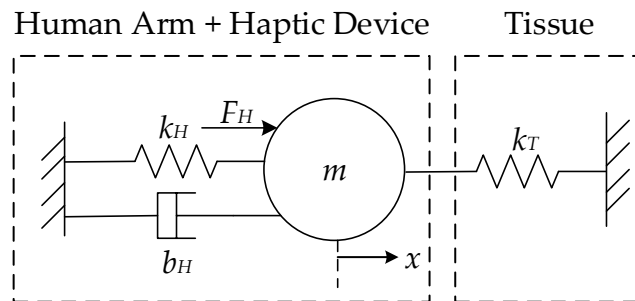 Human Arm + Haptic Device
Tissue
F_H
k_H
k_T
m
x
b_H